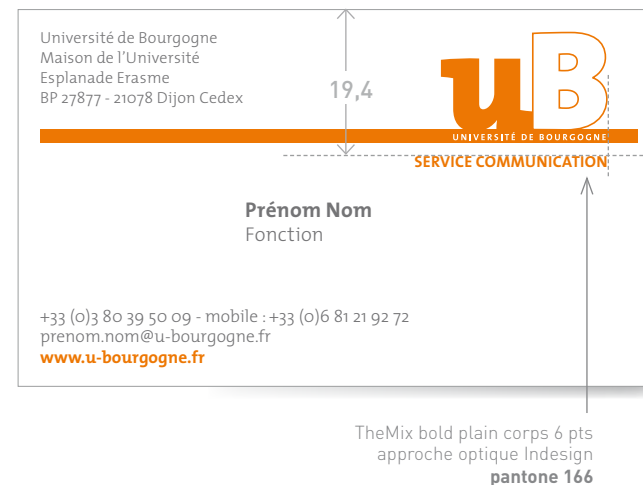 Université de Bourgogne
Maison de l'Université
Esplanade Erasme
BP 27877 - 21078 Dijon Cedex
19,4
uB
UNIVERSITÉ DE BOURGOGNE
SERVICE COMMUNICATION
Prénom Nom
Fonction
+33 (0)3 80 39 50 09 - mobile : +33 (0)6 81 21 92 72
prenom.nom@u-bourgogne.fr
www.u-bourgogne.fr
TheMix bold plain corps 6 pts
approche optique Indesign
pantone 166